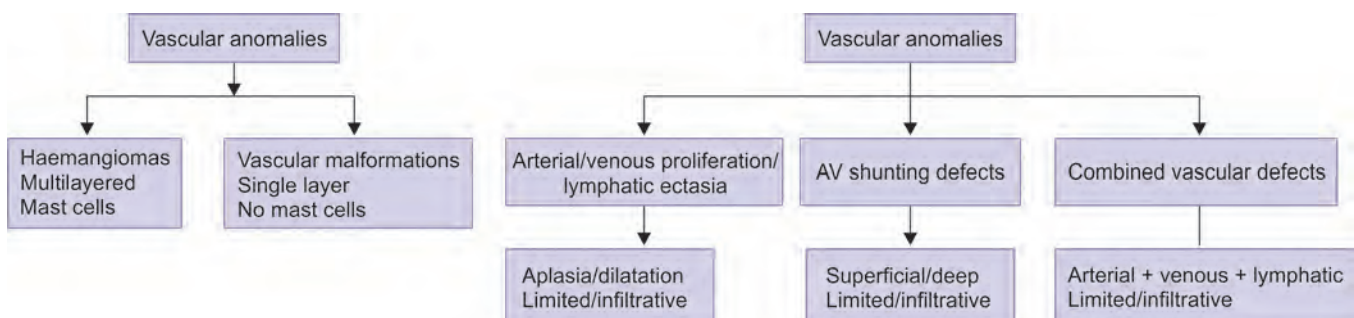 Vascular anomalies
Haemangiomas
Multilayered
Mast cells
Vascular malformations
Single layer
No mast cells
Vascular anomalies
Arterial/venous proliferation/
lymphatic ectasia
AV shunting defects
Combined vascular defects
Aplasia/dilatation
Limited/infiltrative
Superficial/deep
Limited/infiltrative
Arterial + venous + lymphatic
Limited/infiltrative